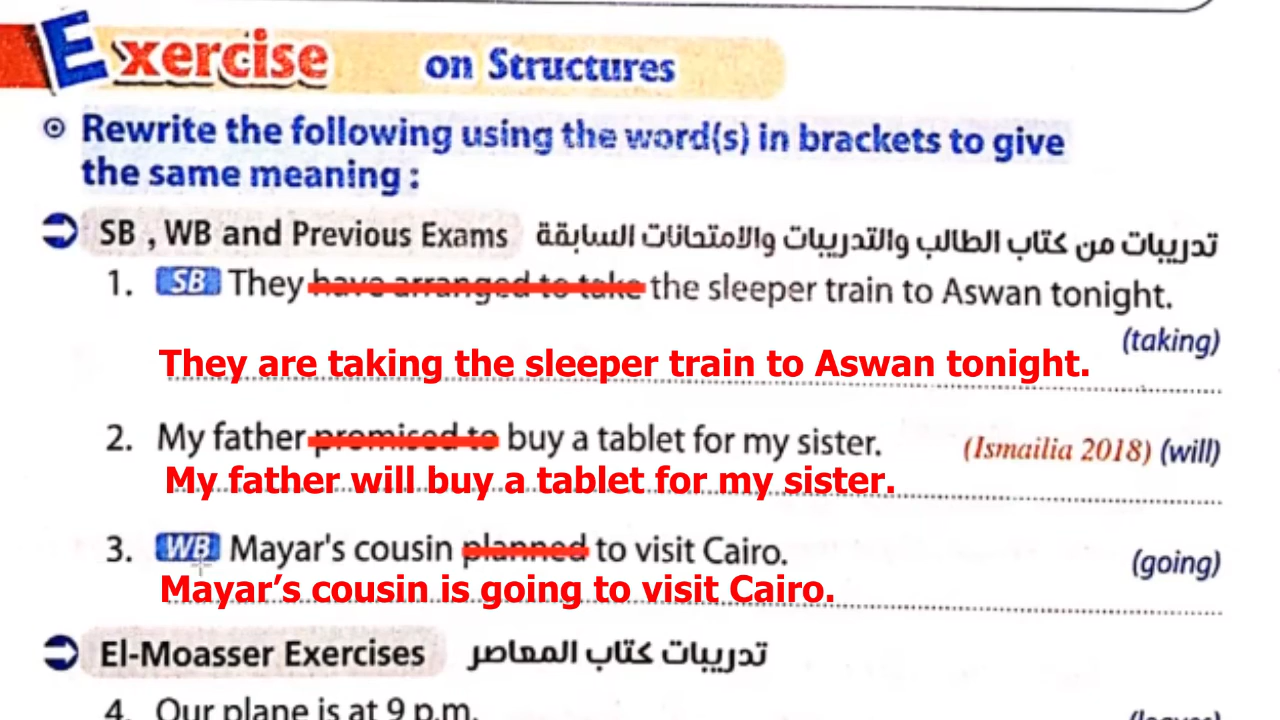 Exercise on Structures
Rewrite the following using the word(s) in brackets to give
the same meaning :
SB , WB and Previous Exams تدريبات من كتاب الطالب والتدريبات والامتحانات السابقة
1. SB They have arranged to take the sleeper train to Aswan tonight.
(taking)
They are taking the sleeper train to Aswan tonight.
2. My father promised to buy a tablet for my sister. (Ismailia 2018) (will)
My father will buy a tablet for my sister.
3. WB Mayar's cousin planned to visit Cairo. (going)
Mayar’s cousin is going to visit Cairo.
El-Moasser Exercises تدريبات كتاب المعاصر
4. Our plane is at 9 p.m. (leaves)